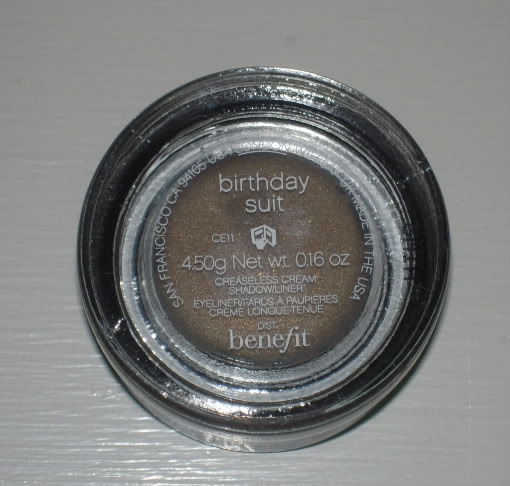 birthday
suit
CE11
4.50g Net wt. 0.16 oz
CREASELESS CREAM
SHADOW/LINER
EYELINER/FARDS À PAUPIÈRES
CRÈME LONGUE-TENUE
DIST.
benefit
SAN FRANCISCO CA 94105 USA
MADE IN THE USA